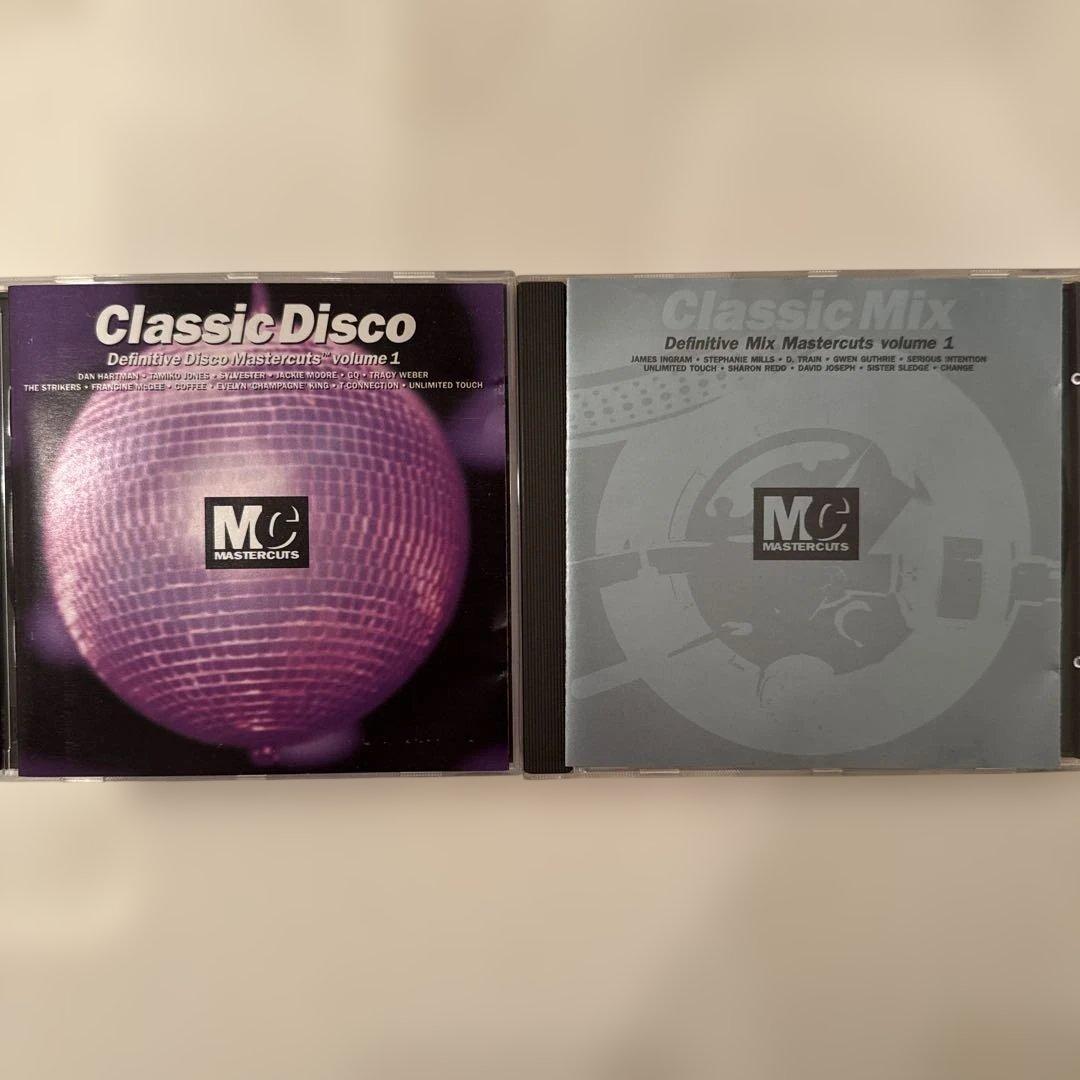 Classic Disco
Definitive Disco Mastercuts™ volume 1
DAN HARTMAN • TAMIKO JONES • SYLVESTER • JACKIE MOORE • GQ • TRACY WEBER
THE STRIKERS • FRANCINE McGEE • COFFEE • EVELYN 'CHAMPAGNE' KING • T-CONNECTION • UNLIMITED TOUCH
Mc
MASTERCUTS
Classic Mix
Definitive Mix Mastercuts volume 1
JAMES INGRAM • STEPHANIE MILLS • D. TRAIN • GWEN GUTHRIE • SERIOUS INTENTION
UNLIMITED TOUCH • SHARON REDD • DAVID JOSEPH • SISTER SLEDGE • CHANGE
Mc
MASTERCUTS